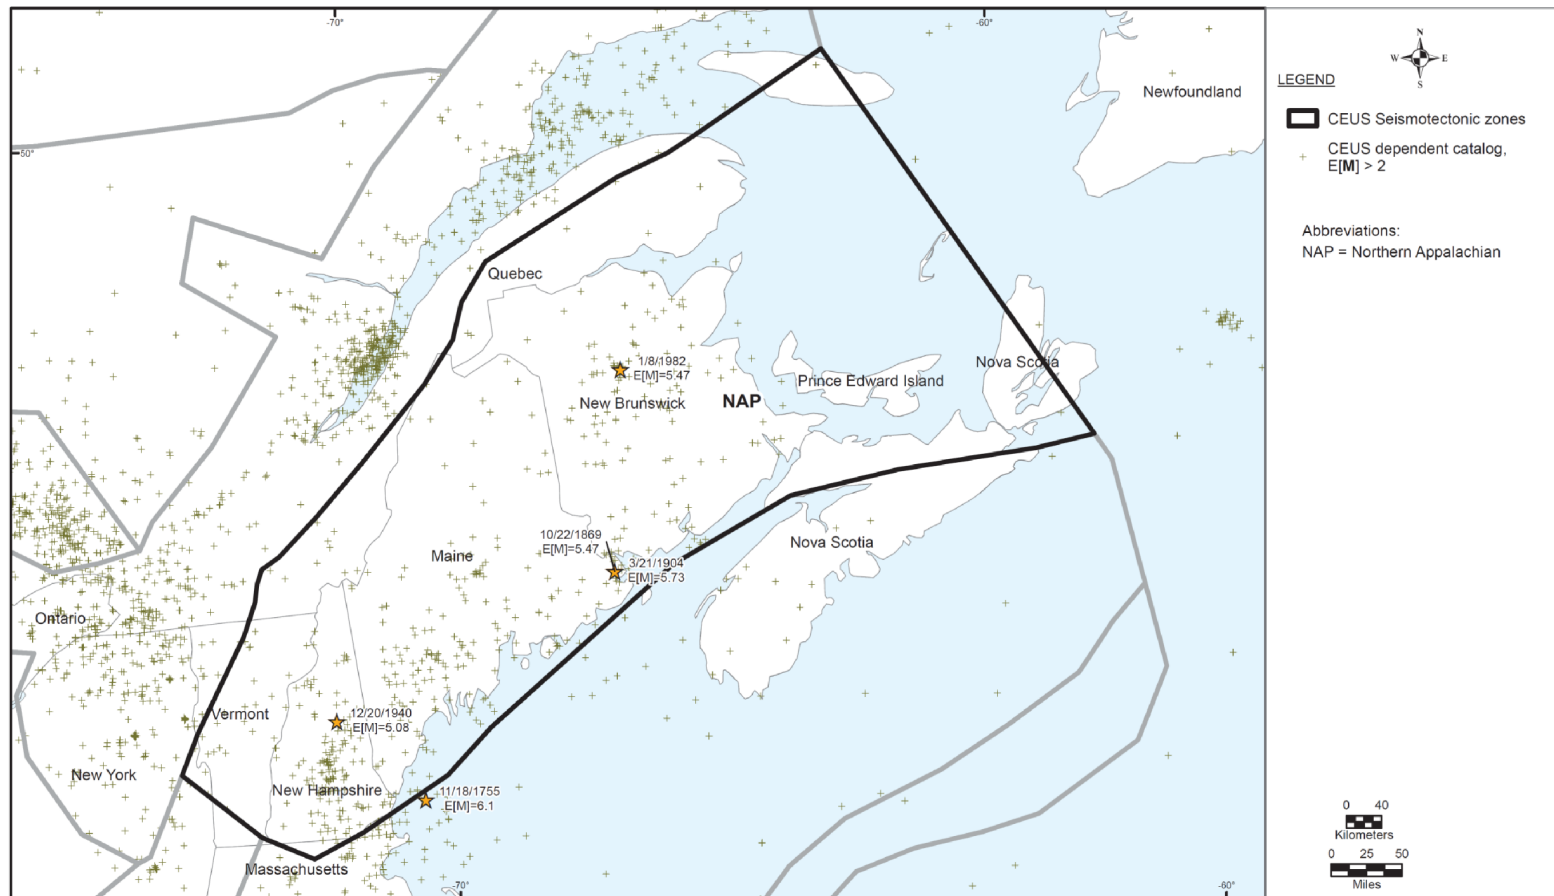 -70°
-60°
N
W E
S
Newfoundland
LEGEND
CEUS Seismotectonic zones
CEUS dependent catalog,
E[M] > 2
50°
Abbreviations:
NAP = Northern Appalachian
Quebec
1/8/1982
E[M]=5.47
Nova Scotia
Prince Edward Island
New Brunswick
NAP
10/22/1869
E[M]=5.47
Nova Scotia
Maine
3/21/1904
E[M]=5.73
Ontario
Vermont
12/20/1940
E[M]=5.08
New York
New Hampshire
11/18/1755
E[M]=6.1
0 40
Kilometers
0 25 50
Miles
Massachusetts
-70°
-60°